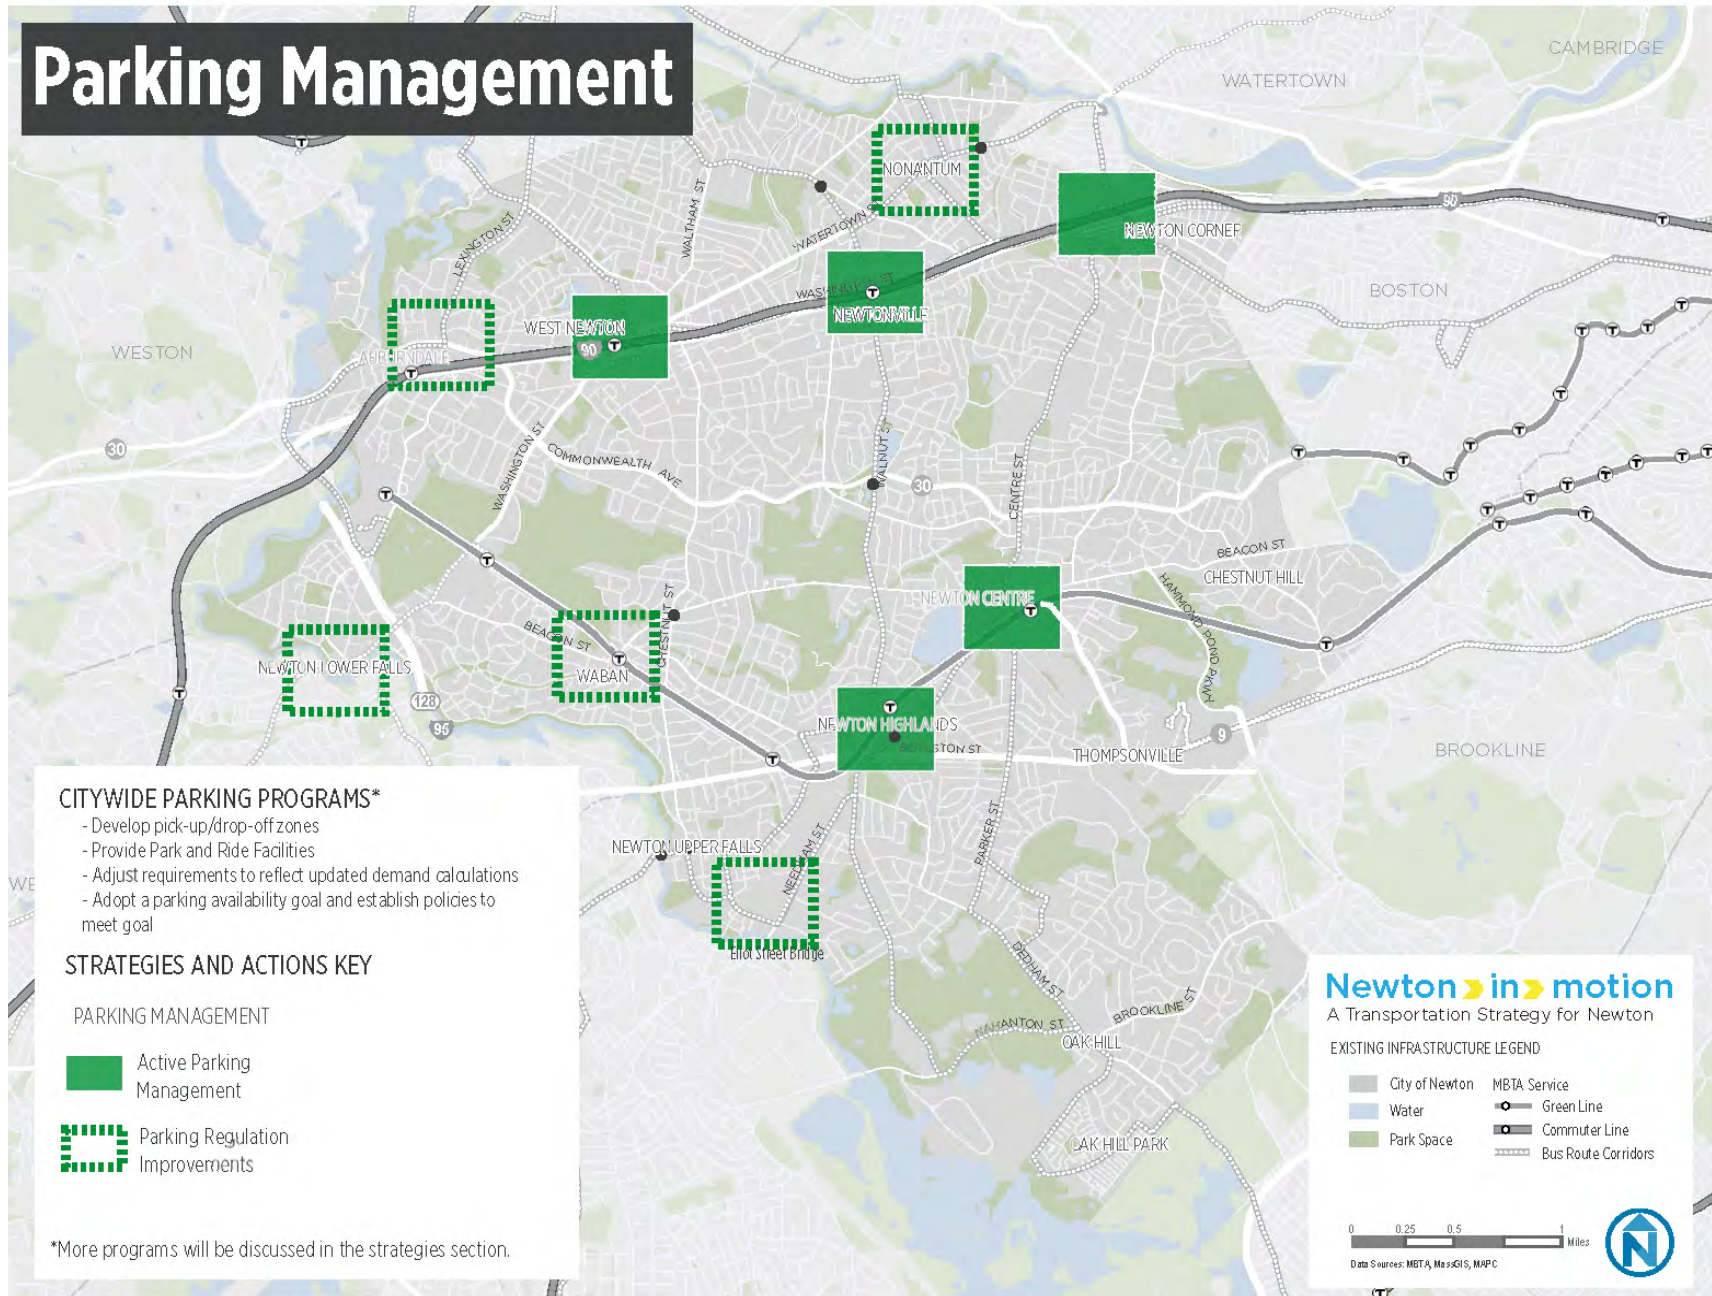 Parking Management
CAMBRIDGE
WATERTOWN
NONANTUM
WALTHAM ST
WATERTOWN S
LEXINGTON ST
NEWTON CORNER
90
BOSTON
WASHINGTON ST
NEWTONVILLE
WEST NEWTON
90
WESTON
AUBURNDALE
30
WASHINGTON ST
COMMONWEALTH AVE
WALNUT ST
30
CENTRE ST
BEACON ST
CHESTNUT HILL
HAMMOND POND PKWY
NEWTON CENTRE
CHESTNUT ST
BEACON ST
WABAN
NEWTON LOWER FALLS
128
95
NEWTON HIGHLANDS
BOYLSTON ST
THOMPSONVILLE
9
BROOKLINE
NEWTON UPPER FALLS
NEEDHAM ST
PARKER ST
Eliot Street Bridge
DEDHAM ST
NAHANTON ST
BROOKLINE ST
OAK HILL
OAK HILL PARK
WE
CITYWIDE PARKING PROGRAMS*
- Develop pick-up/drop-off zones
- Provide Park and Ride Facilities
- Adjust requirements to reflect updated demand calculations
- Adopt a parking availability goal and establish policies to
meet goal
STRATEGIES AND ACTIONS KEY
PARKING MANAGEMENT
Active Parking
Management
Parking Regulation
Improvements
*More programs will be discussed in the strategies section.
Newton in motion
A Transportation Strategy for Newton
EXISTING INFRASTRUCTURE LEGEND
City of Newton
Water
Park Space
MBTA Service
Green Line
Commuter Line
Bus Route Corridors
0 0.25 0.5 1
Miles
Data Sources: MBTA, MassGIS, MAPC
N